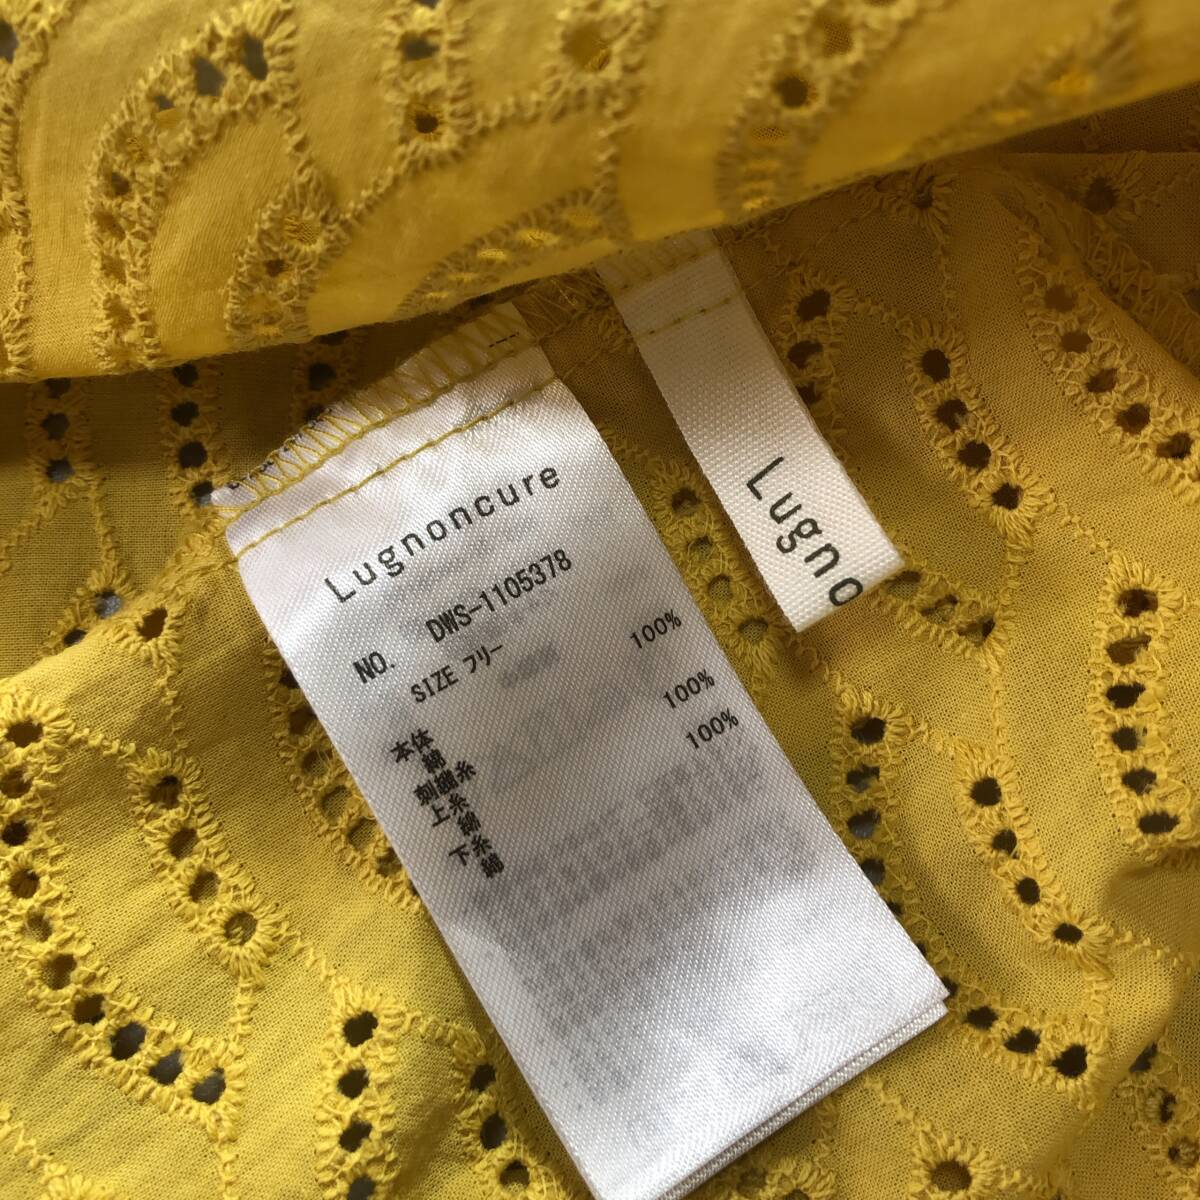 Lugnoncure
NO. DWS-1105378
SIZE フリー
本体
綿 100%
刺繍糸
上糸
綿 100%
下糸
綿 100%
Lugno